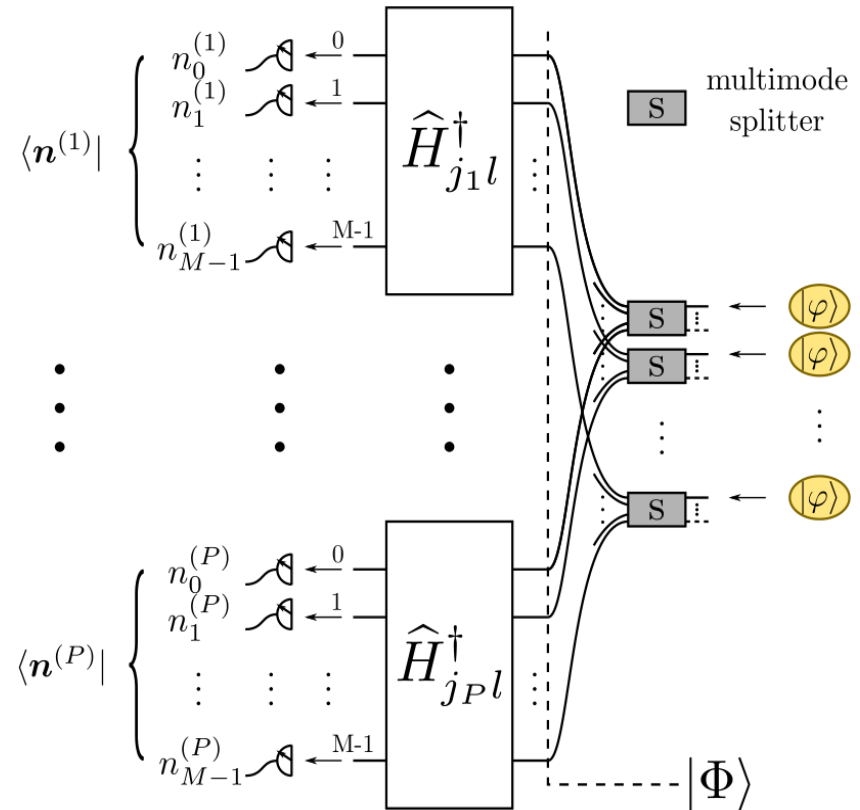 n_0^{(1)} 0
n_1^{(1)} 1
⟨n^{(1)}|
Ĥ†_{j_1 l}
n_{M-1}^{(1)} M-1
S multimode
splitter
S |φ⟩
S |φ⟩
S |φ⟩
n_0^{(P)} 0
n_1^{(P)} 1
⟨n^{(P)}|
Ĥ†_{j_P l}
n_{M-1}^{(P)} M-1
|Φ⟩